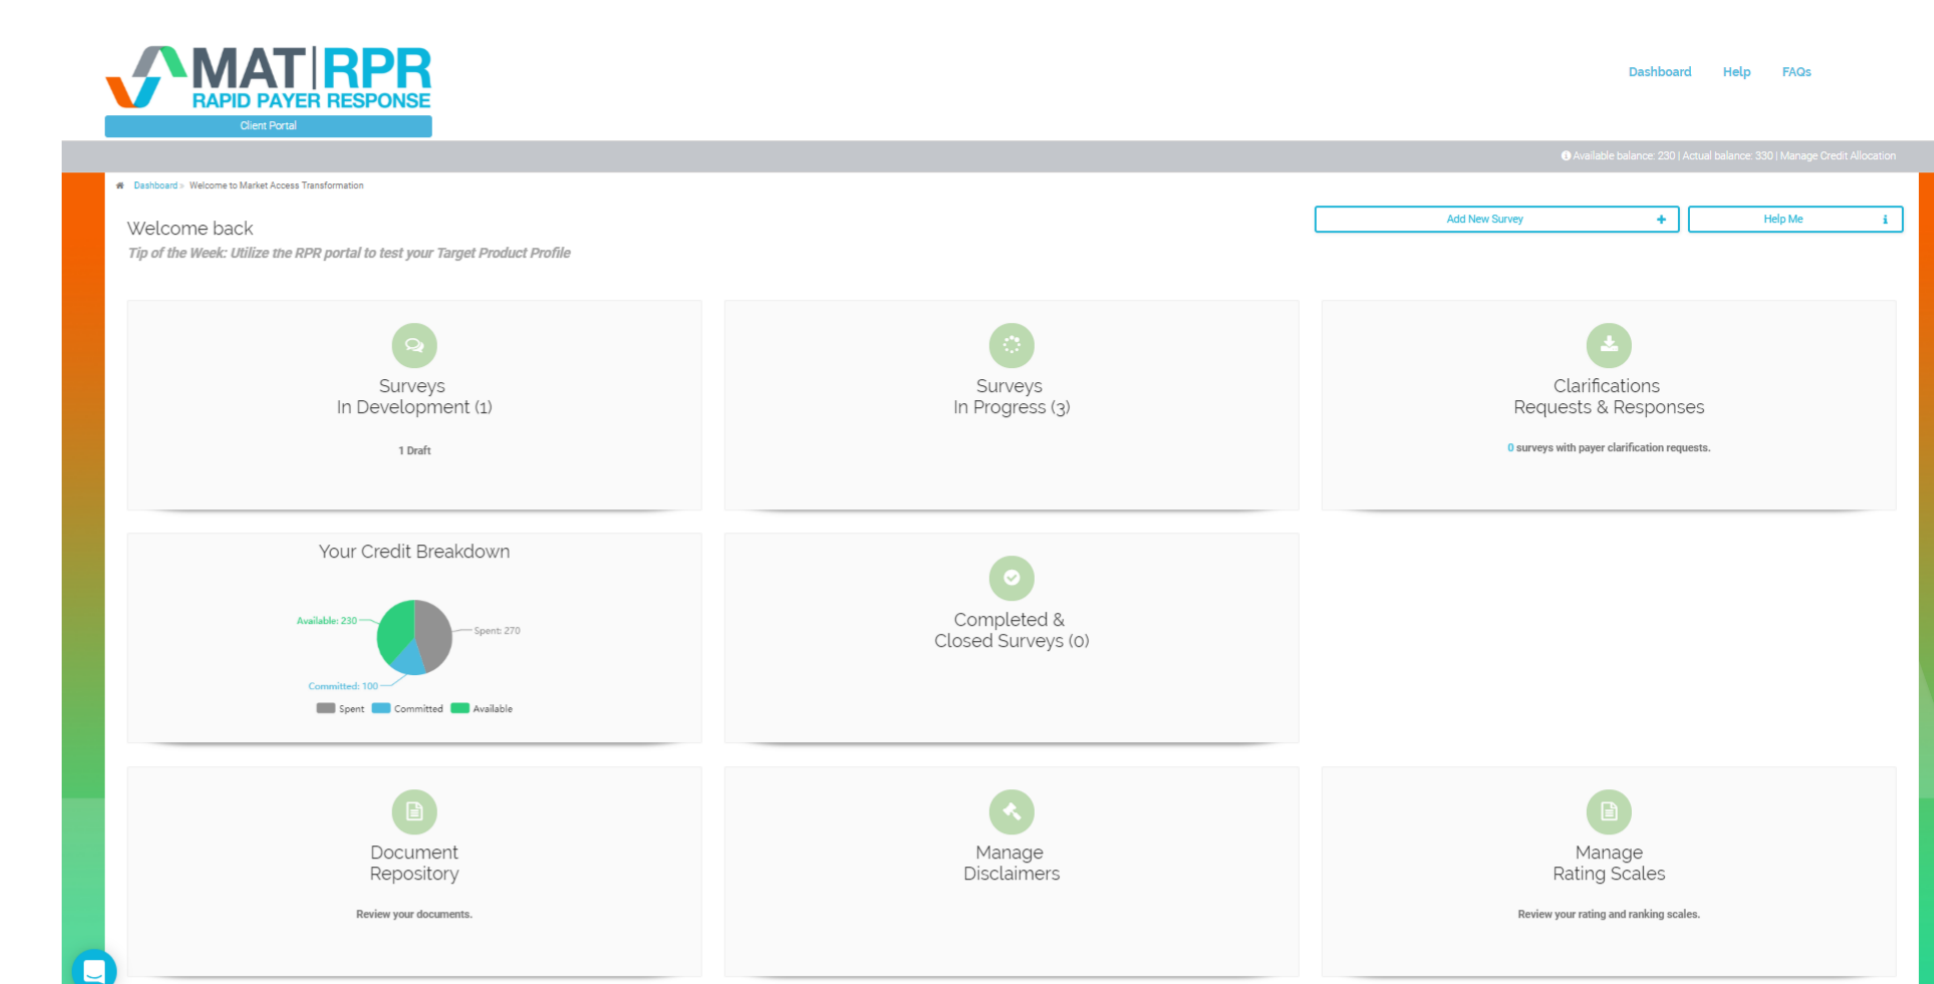 MAT|RPR
RAPID PAYER RESPONSE
Client Portal
Dashboard Help FAQs
Available balance: 230 | Actual balance: 330 | Manage Credit Allocation
Dashboard » Welcome to Market Access Transformation
Welcome back
Tip of the Week: Utilize the RPR portal to test your Target Product Profile
Add New Survey +
Help Me i
Surveys
In Development (1)
1 Draft
Surveys
In Progress (3)
Clarifications
Requests & Responses
0 surveys with payer clarification requests.
Your Credit Breakdown
Available: 230
Spent: 270
Committed: 100
Spent Committed Available
Completed &
Closed Surveys (0)
Document
Repository
Review your documents.
Manage
Disclaimers
Manage
Rating Scales
Review your rating and ranking scales.